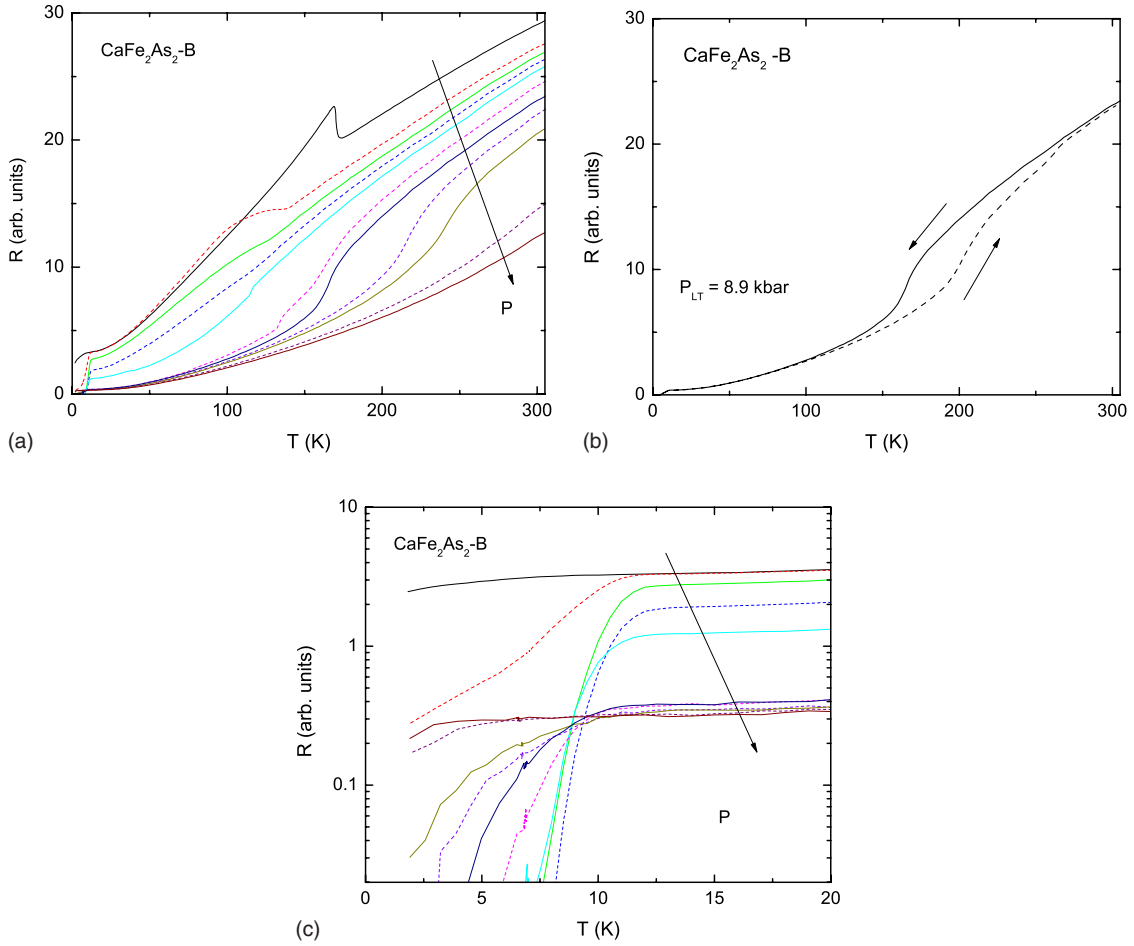 30
CaFe₂As₂-B
20
R (arb. units)
10
P
0
0 100 200 300
(a)
T (K)
30
CaFe₂As₂ -B
20
R (arb. units)
10
P_LT = 8.9 kbar
0
0 100 200 300
(b)
T (K)
10
CaFe₂As₂-B
R (arb. units)
1
0.1
P
0 5 10 15 20
(c)
T (K)